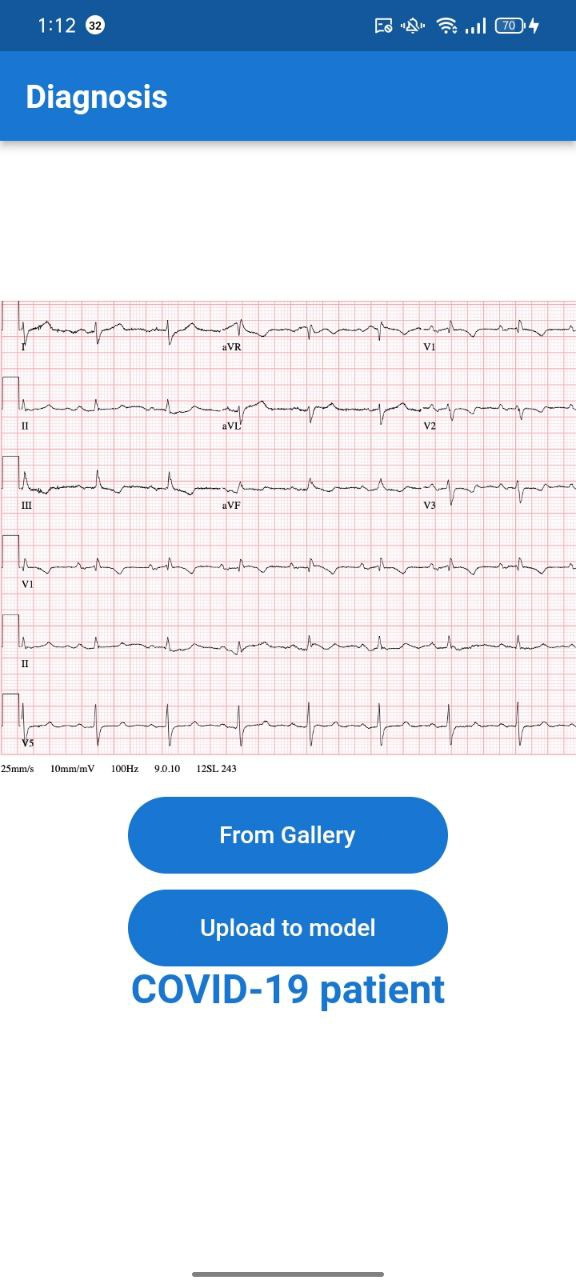 1:12 32 70
Diagnosis
I aVR V1
II aVL V2
III aVF V3
V1
II
V5
25mm/s 10mm/mV 100Hz 9.0.10 12SL 243
From Gallery
Upload to model
COVID-19 patient